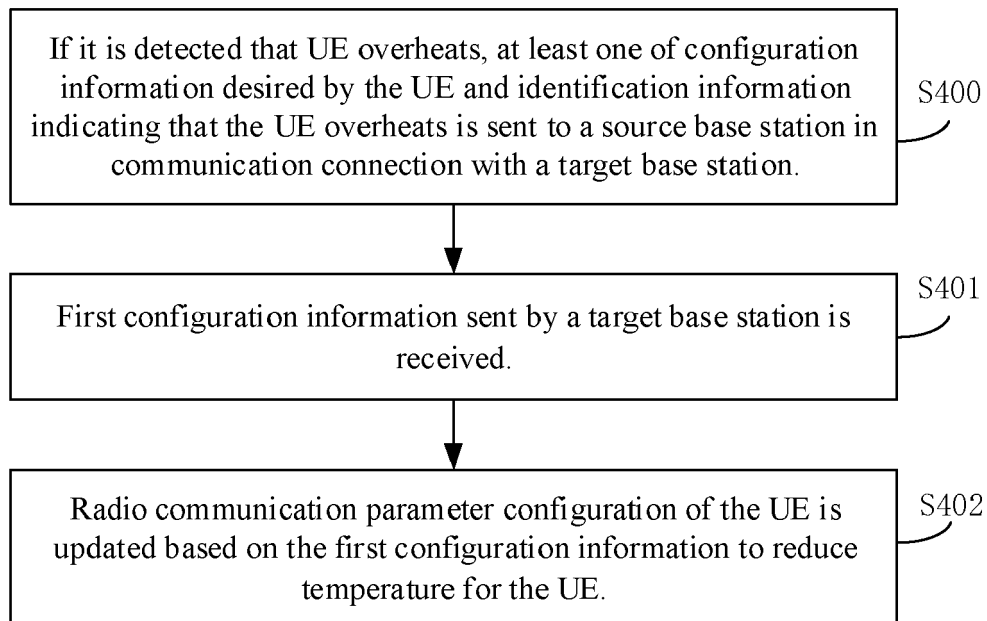 If it is detected that UE overheats, at least one of configuration
information desired by the UE and identification information
indicating that the UE overheats is sent to a source base station in
communication connection with a target base station.
S400
First configuration information sent by a target base station is
received.
S401
Radio communication parameter configuration of the UE is
updated based on the first configuration information to reduce
temperature for the UE.
S402